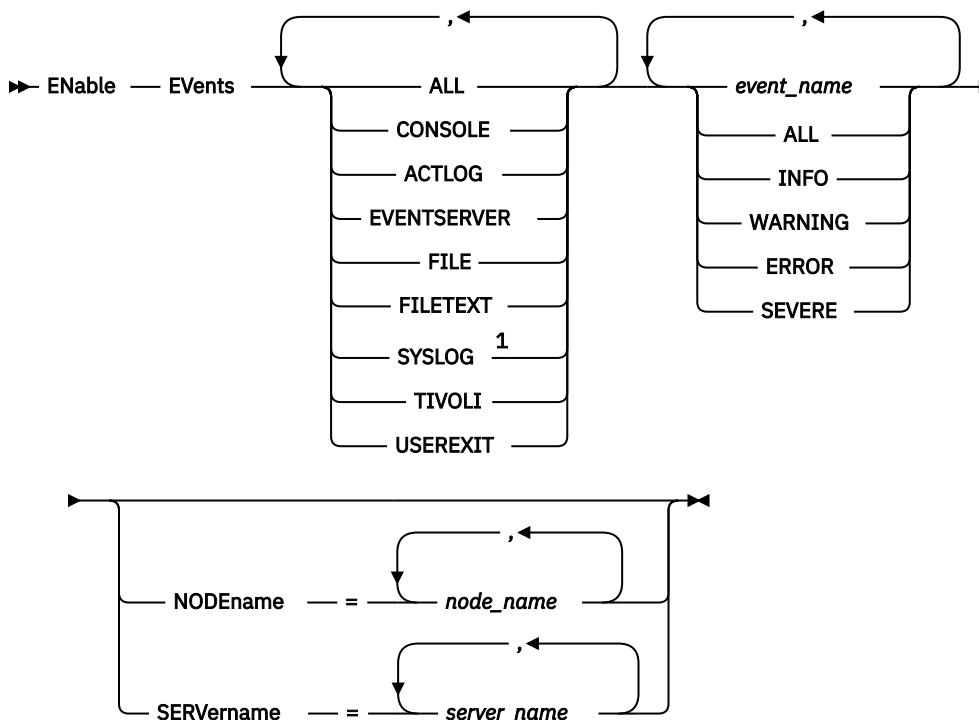 , ,
ENable EVents ALL event_name
CONSOLE ALL
ACTLOG INFO
EVENTSERVER WARNING
FILE ERROR
FILETEXT SEVERE
SYSLOG 1
TIVOLI
USEREXIT
,
NODEname = node_name
,
SERVername = server_name